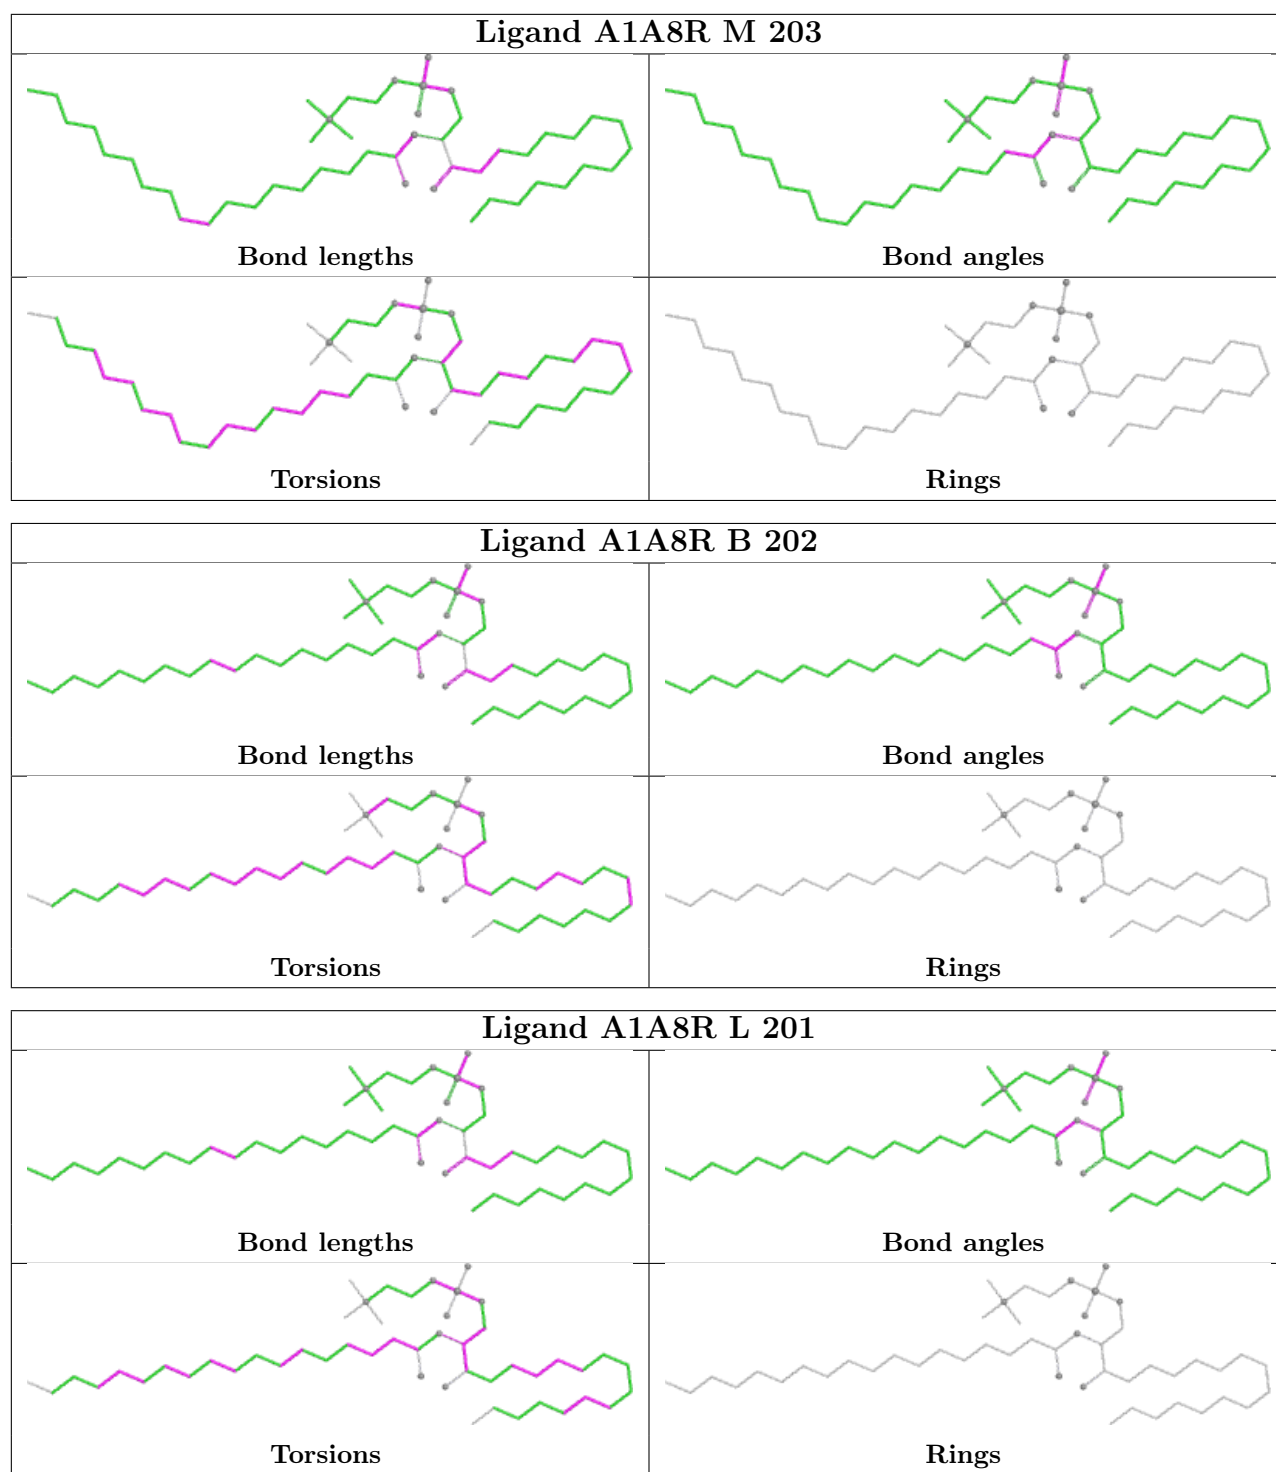 Ligand A1A8R M 203
Bond lengths
Bond angles
Torsions
Rings
Ligand A1A8R B 202
Bond lengths
Bond angles
Torsions
Rings
Ligand A1A8R L 201
Bond lengths
Bond angles
Torsions
Rings